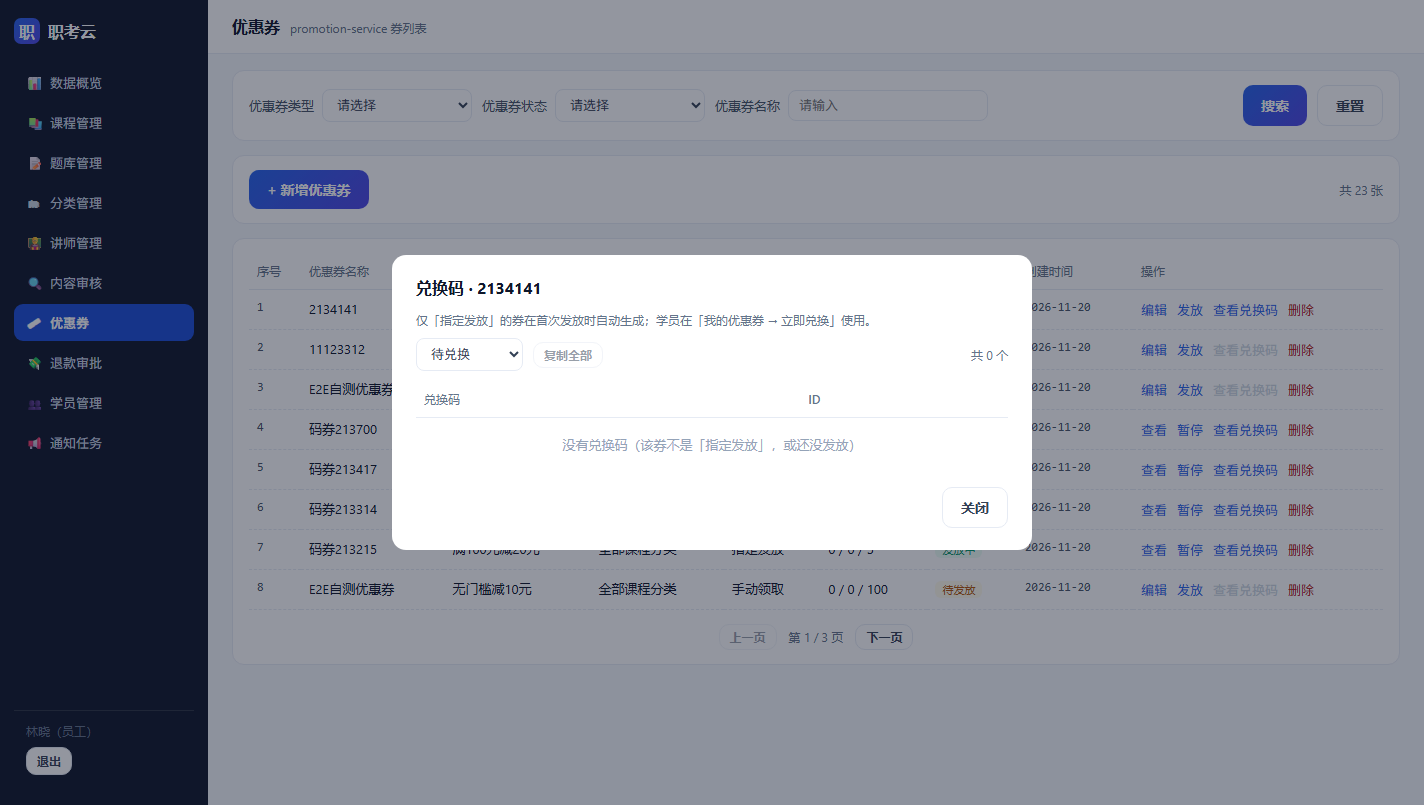 职 职考云
数据概览
课程管理
题库管理
分类管理
讲师管理
内容审核
优惠券
退款审批
学员管理
通知任务
林晓（员工）
退出
优惠券 promotion-service 券列表
优惠券类型 请选择 优惠券状态 请选择 优惠券名称 请输入 搜索 重置
+ 新增优惠券 共 23 张
序号 优惠券名称 创建时间 操作
1 2134141 2026-11-20 编辑 发放 查看兑换码 删除
2 11123312 2026-11-20 编辑 发放 查看兑换码 删除
3 E2E自测优惠券 2026-11-20 编辑 发放 查看兑换码 删除
4 码券213700 2026-11-20 查看 暂停 查看兑换码 删除
5 码券213417 2026-11-20 查看 暂停 查看兑换码 删除
6 码券213314 2026-11-20 查看 暂停 查看兑换码 删除
7 码券213215 满100元减20元 全部课程分类 指定发放 0 / 0 / 5 发放中 2026-11-20 查看 暂停 查看兑换码 删除
8 E2E自测优惠券 无门槛减10元 全部课程分类 手动领取 0 / 0 / 100 待发放 2026-11-20 编辑 发放 查看兑换码 删除
上一页 第 1 / 3 页 下一页
兑换码 · 2134141
仅「指定发放」的券在首次发放时自动生成；学员在「我的优惠券 → 立即兑换」使用。
待兑换 复制全部 共 0 个
兑换码 ID
没有兑换码（该券不是「指定发放」，或还没发放）
关闭